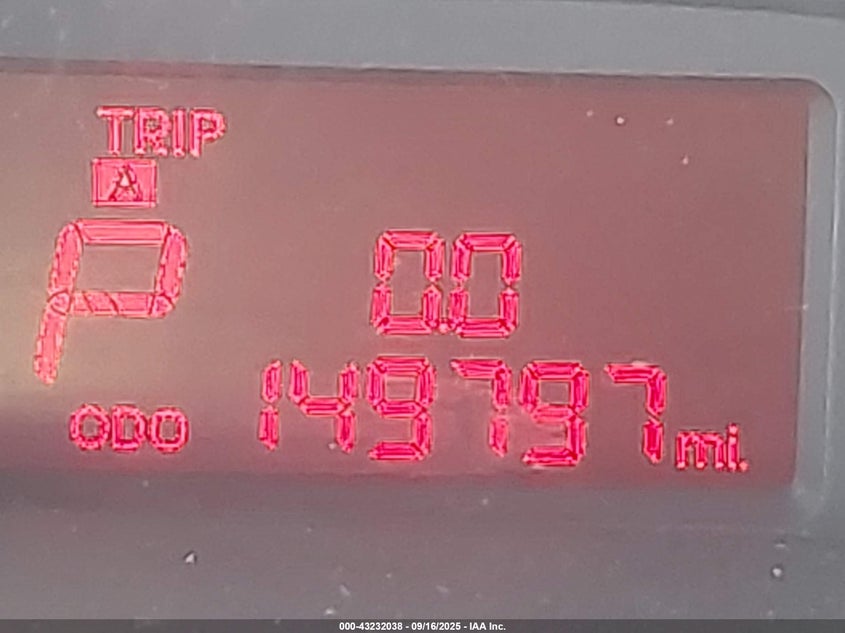 TRIP
A
P
0.0
ODO 149797 mi.
000-43232038 - 09/16/2025 - IAA Inc.